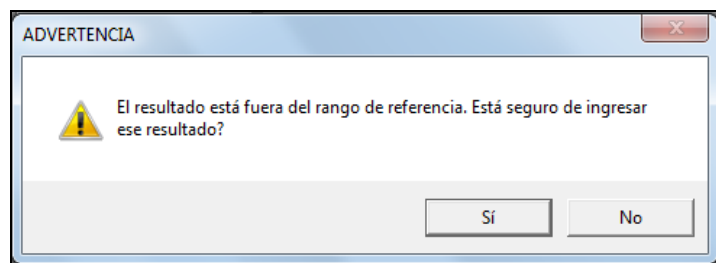 ADVERTENCIA
El resultado está fuera del rango de referencia. Está seguro de ingresar
ese resultado?
Sí
No